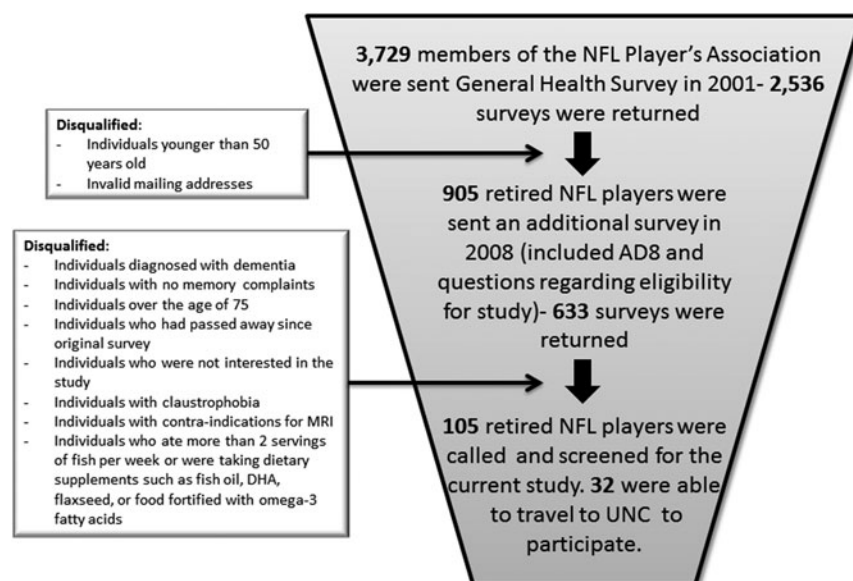 3,729 members of the NFL Player's Association
were sent General Health Survey in 2001- 2,536
surveys were returned
Disqualified:
- Individuals younger than 50
years old
- Invalid mailing addresses
905 retired NFL players were
sent an additional survey in
2008 (included AD8 and
questions regarding eligibility
for study)- 633 surveys were
returned
Disqualified:
- Individuals diagnosed with dementia
- Individuals with no memory complaints
- Individuals over the age of 75
- Individuals who had passed away since
original survey
- Individuals who were not interested in the
study
- Individuals with claustrophobia
- Individuals with contra-indications for MRI
- Individuals who ate more than 2 servings
of fish per week or were taking dietary
supplements such as fish oil, DHA,
flaxseed, or food fortified with omega-3
fatty acids
105 retired NFL players were
called and screened for the
current study. 32 were able
to travel to UNC to
participate.